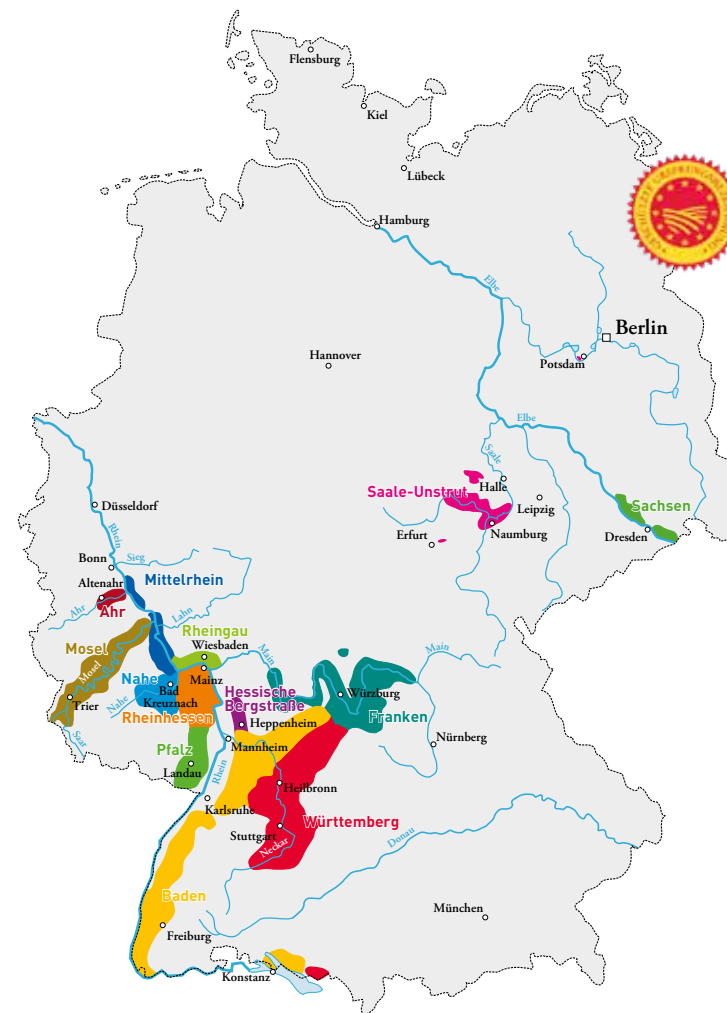 Flensburg
Kiel
Lübeck
Hamburg
GESCHÜTZTE URSPRUNGSBEZEICHNUNG
Elbe
Berlin
Potsdam
Hannover
Elbe
Saale
Halle
Saale-Unstrut
Leipzig
Sachsen
Naumburg
Dresden
Erfurt
Düsseldorf
Rhein
Sieg
Bonn
Altenahr
Mittelrhein
Ahr
Ahr
Lahn
Rheingau
Mosel
Mosel
Wiesbaden
Main
Main
Mainz
Nahe
Bad
Kreuznach
Nahe
Trier
Hessische
Bergstraße
Würzburg
Rheinhessen
Heppenheim
Franken
Saar
Pfalz
Mannheim
Nürnberg
Landau
Rhein
Heilbronn
Karlsruhe
Württemberg
Stuttgart
Neckar
Donau
Baden
München
Freiburg
Konstanz